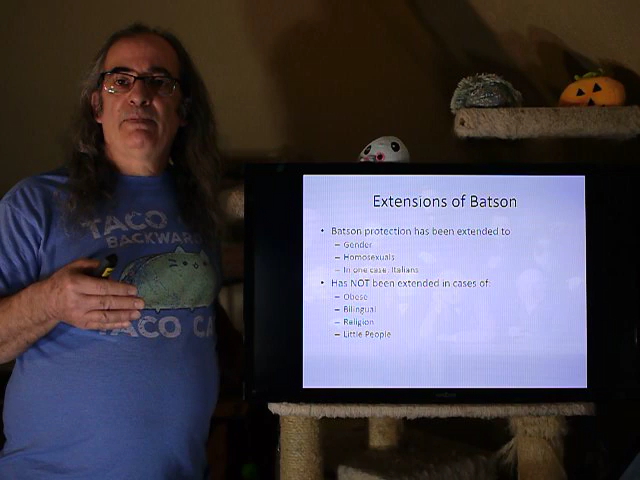 TACO
BACKWARD
TACO CA
Extensions of Batson
• Batson protection has been extended to
– Gender
– Homosexuals
– In one case: Italians
• Has NOT been extended in cases of:
– Obese
– Bilingual
– Religion
– Little People